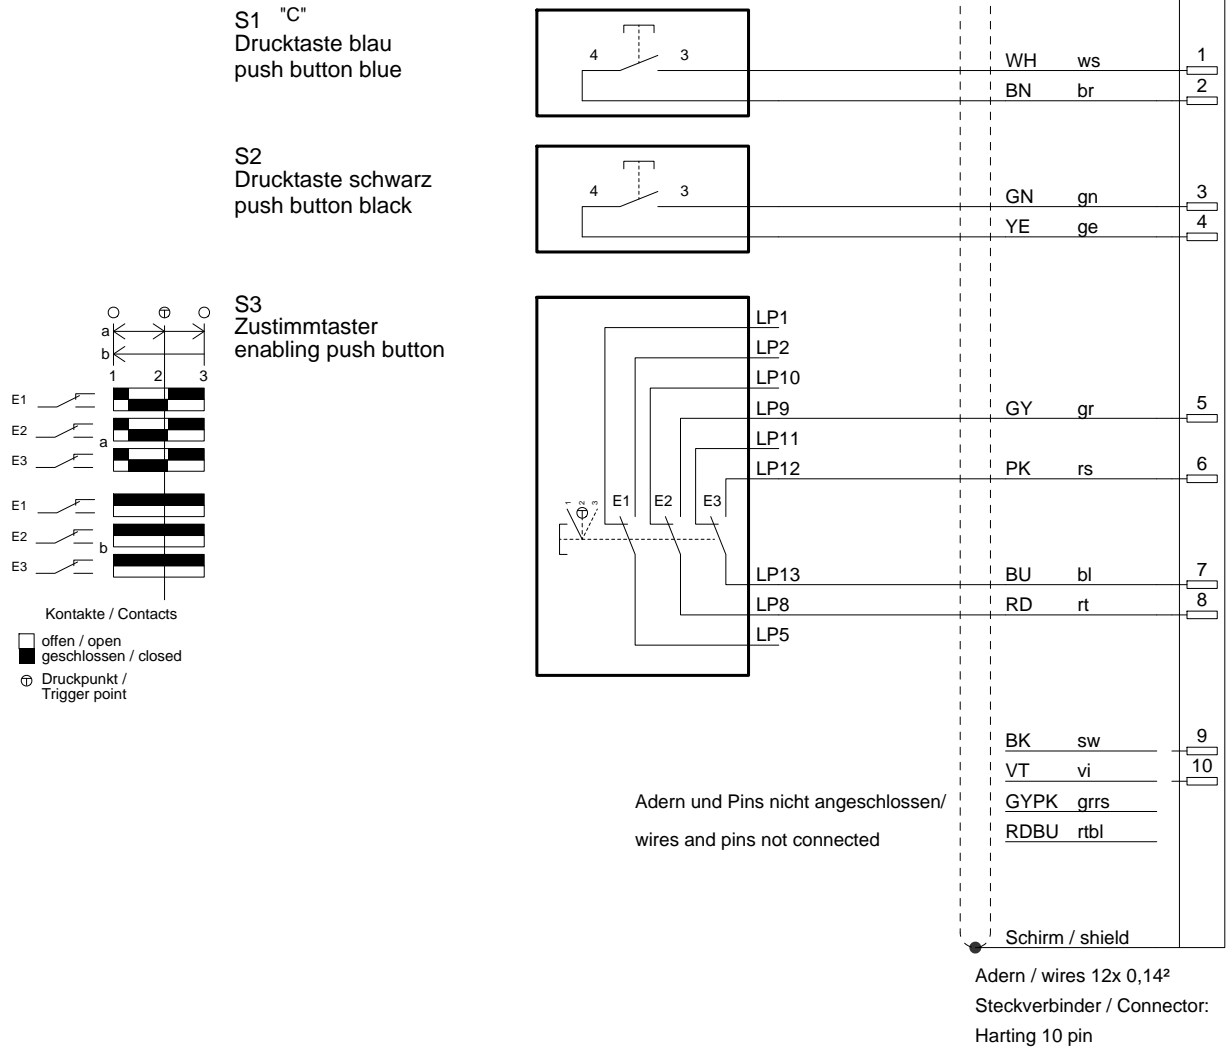 S1 "C"
Drucktaste blau
push button blue
4 3
WH ws 1
BN br 2
S2
Drucktaste schwarz
push button black
4 3
GN gn 3
YE ge 4
S3
Zustimmtaster
enabling push button
a
b
1 2 3
E1
E2
a
E3
E1
E2
b
E3
Kontakte / Contacts
offen / open
geschlossen / closed
T Druckpunkt /
Trigger point
LP1
LP2
LP10
LP9 GY gr 5
LP11
LP12 PK rs 6
1 2 3
T
E1 E2 E3
LP13 BU bl 7
LP8 RD rt 8
LP5
BK sw 9
VT vi 10
Adern und Pins nicht angeschlossen/
wires and pins not connected
GYPK grrs
RDBU rtbl
Schirm / shield
Adern / wires 12x 0,14²
Steckverbinder / Connector:
Harting 10 pin